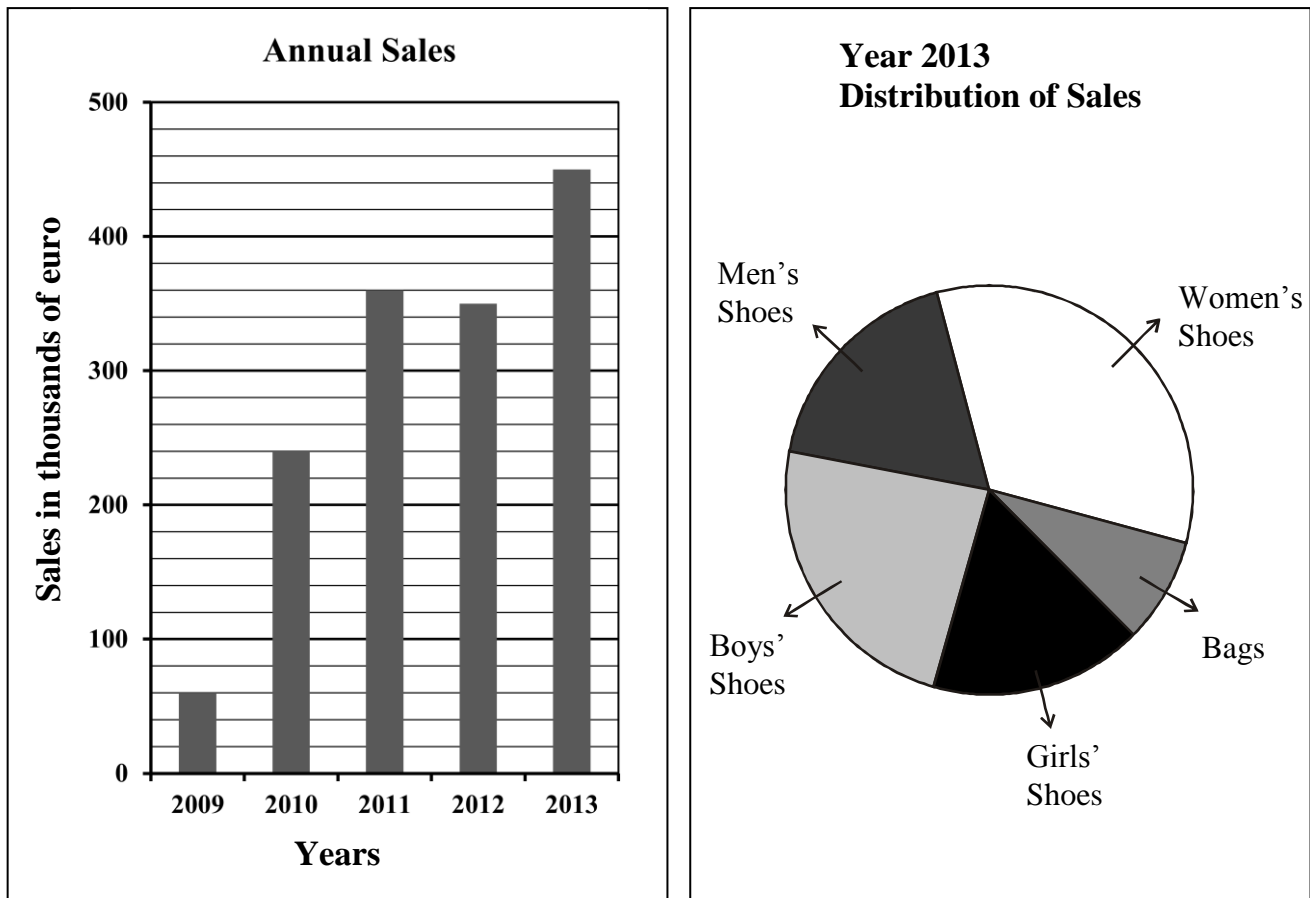 Annual Sales
500
400
300
200
100
0
Sales in thousands of euro
2009 2010 2011 2012 2013
Years
Year 2013
Distribution of Sales
Men’s
Shoes
Women’s
Shoes
Boys’
Shoes
Bags
Girls’
Shoes